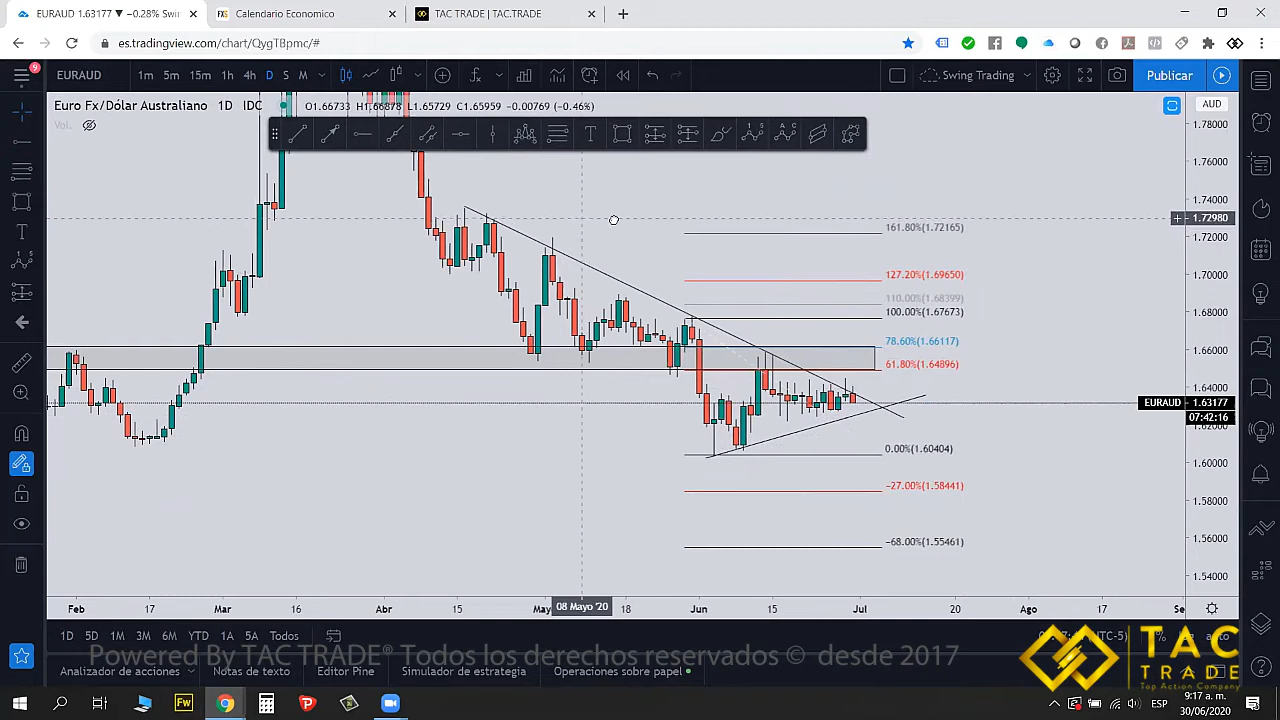 EURAUD 1.63177 ▼ −0.28% Swi
Calendario Economico
TAC TRADE | TAC.TRADE
es.tradingview.com/chart/QygTBpmc/#
9
EURAUD
1m 5m 15m 1h 4h D S M
Swing Trading
Publicar
Euro Fx/Dólar Australiano 1D IDC
O1.66733 H1.66878 L1.65729 C1.65959 −0.00769 (−0.46%)
Vol.
AUD
1.78000
1.76000
1.74000
1.72980
1.72000
1.70000
1.68000
1.66000
1.64000
EURAUD 1.63177
07:42:16
1.62000
1.60000
1.58000
1.56000
1.54000
161.80%(1.72165)
127.20%(1.69650)
110.00%(1.68399)
100.00%(1.67673)
78.60%(1.66117)
61.80%(1.64896)
0.00%(1.60404)
−27.00%(1.58441)
−68.00%(1.55461)
Feb 17 Mar 16 Abr 15 May 08 Mayo '20 18 Jun 15 Jul 20 Ago 17 Se
1D 5D 1M 3M 6M YTD 1A 5A Todos
(UTC-5) % auto
Powered By TAC TRADE® Todos los derechos reservados © desde 2017
TAC
TRADE
Top Action Company
Analizador de acciones Notas de texto Editor Pine Simulador de estrategia Operaciones sobre papel
Fw
ESP
9:17 a. m.
30/06/2020